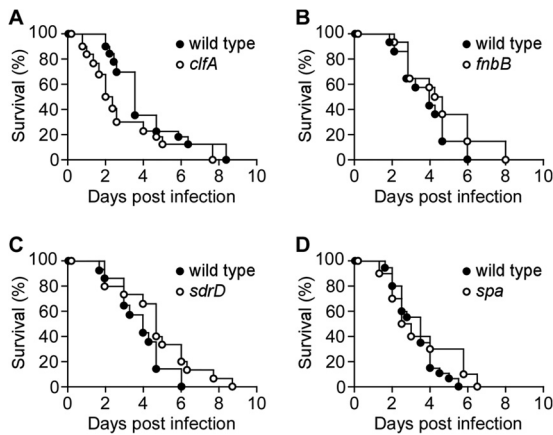 A
Survival (%)
100
80
60
40
20
0
wild type
clfA
0 2 4 6 8 10
Days post infection
B
Survival (%)
100
80
60
40
20
0
wild type
fnbB
0 2 4 6 8 10
Days post infection
C
Survival (%)
100
80
60
40
20
0
wild type
sdrD
0 2 4 6 8 10
Days post infection
D
Survival (%)
100
80
60
40
20
0
wild type
spa
0 2 4 6 8 10
Days post infection